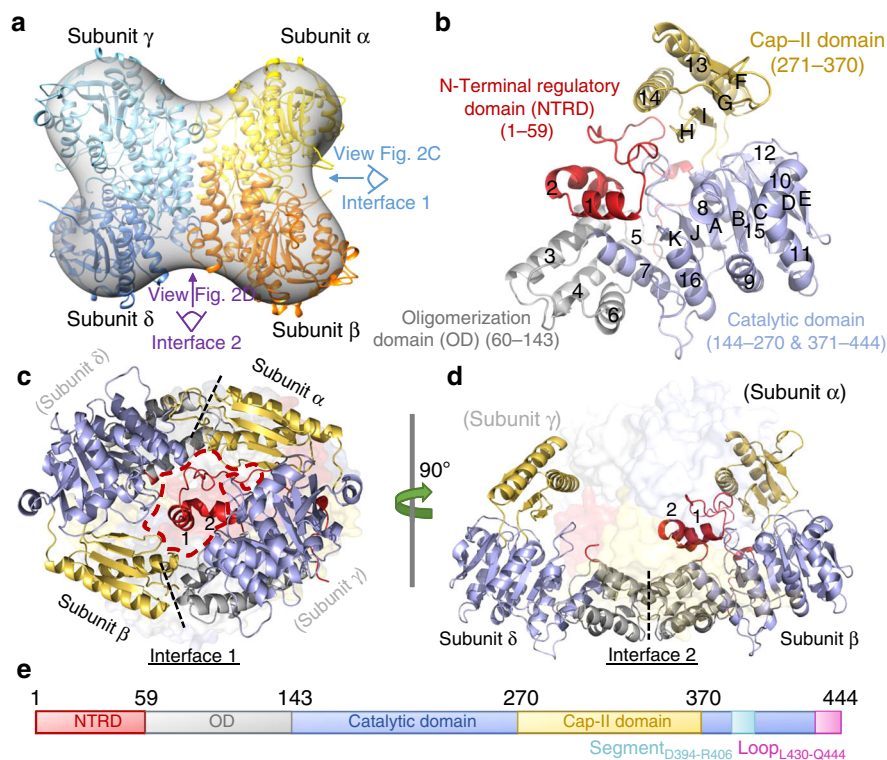 a
Subunit γ
Subunit α
View Fig. 2C
Interface 1
View Fig. 2D
Subunit δ
Interface 2
Subunit β
b
Cap–II domain
(271–370)
N-Terminal regulatory
domain (NTRD)
(1–59)
13
F
14
G
I
H
12
2
1
8
10
D
E
A
B
C
15
5
K
J
3
7
16
9
11
4
6
Oligomerization
domain (OD) (60–143)
Catalytic domain
(144–270 & 371–444)
c
(Subunit δ)
Subunit α
2
1
Subunit β
(Subunit γ)
Interface 1
90°
d
(Subunit α)
(Subunit γ)
2
1
Subunit δ
Subunit β
Interface 2
e
1 59 143 270 370 444
NTRD OD Catalytic domain Cap-II domain
Segment D394-R406 Loop L430-Q444